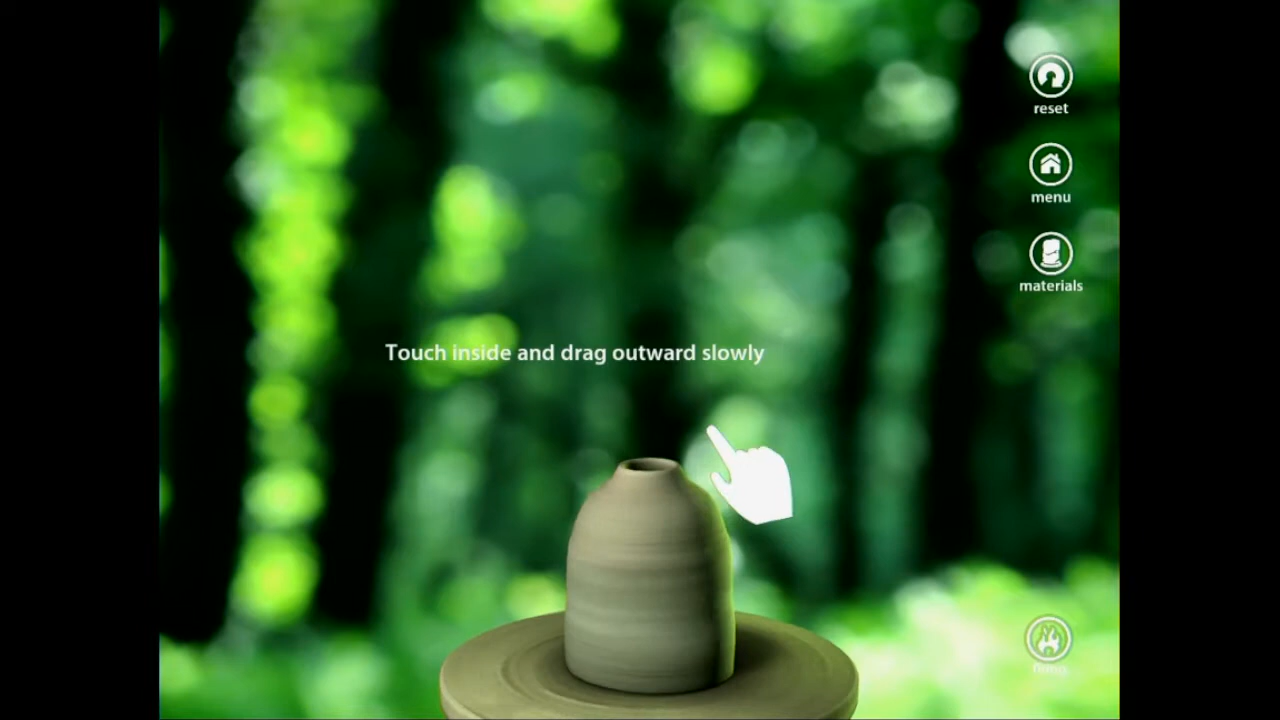 reset
menu
materials
Touch inside and drag outward slowly